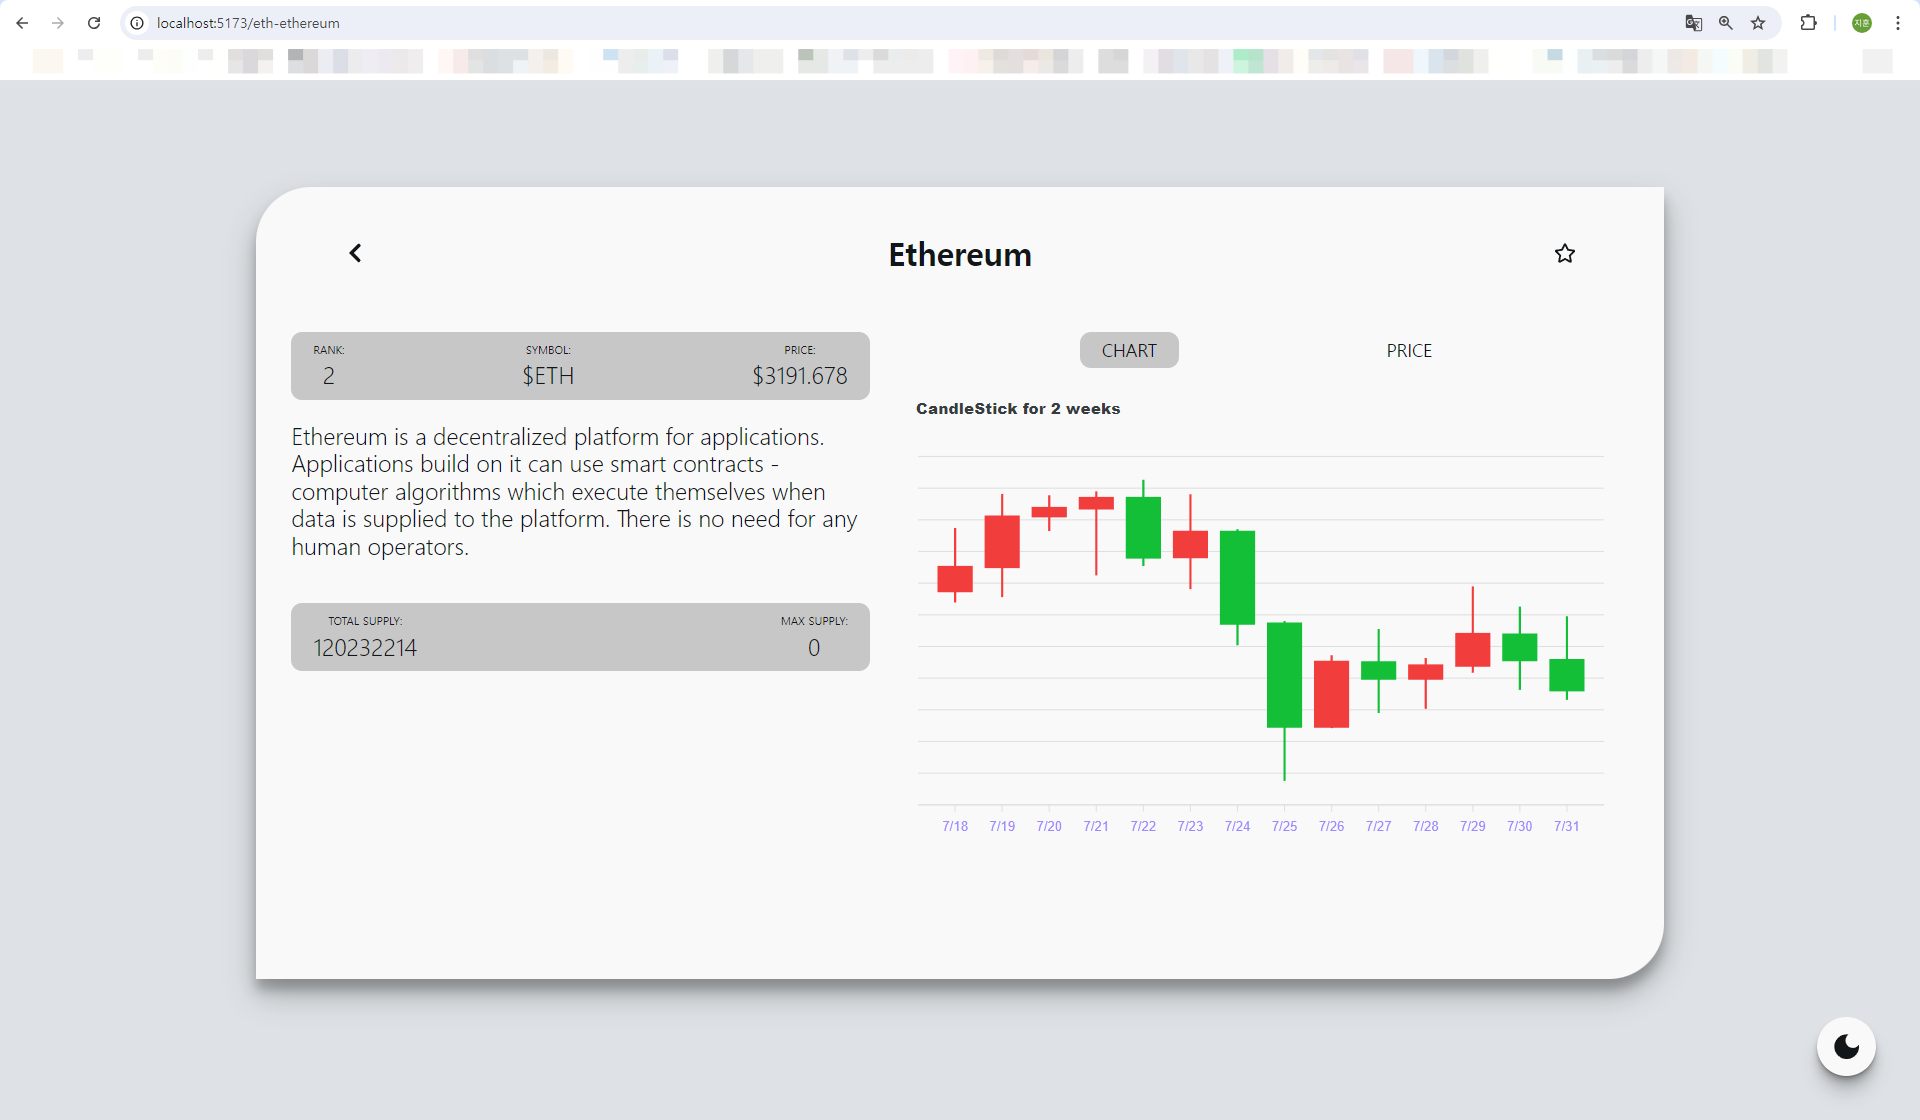 localhost:5173/eth-ethereum
지훈
Ethereum
RANK:
2
SYMBOL:
$ETH
PRICE:
$3191.678
Ethereum is a decentralized platform for applications.
Applications build on it can use smart contracts -
computer algorithms which execute themselves when
data is supplied to the platform. There is no need for any
human operators.
TOTAL SUPPLY:
120232214
MAX SUPPLY:
0
CHART
PRICE
CandleStick for 2 weeks
7/18 7/19 7/20 7/21 7/22 7/23 7/24 7/25 7/26 7/27 7/28 7/29 7/30 7/31